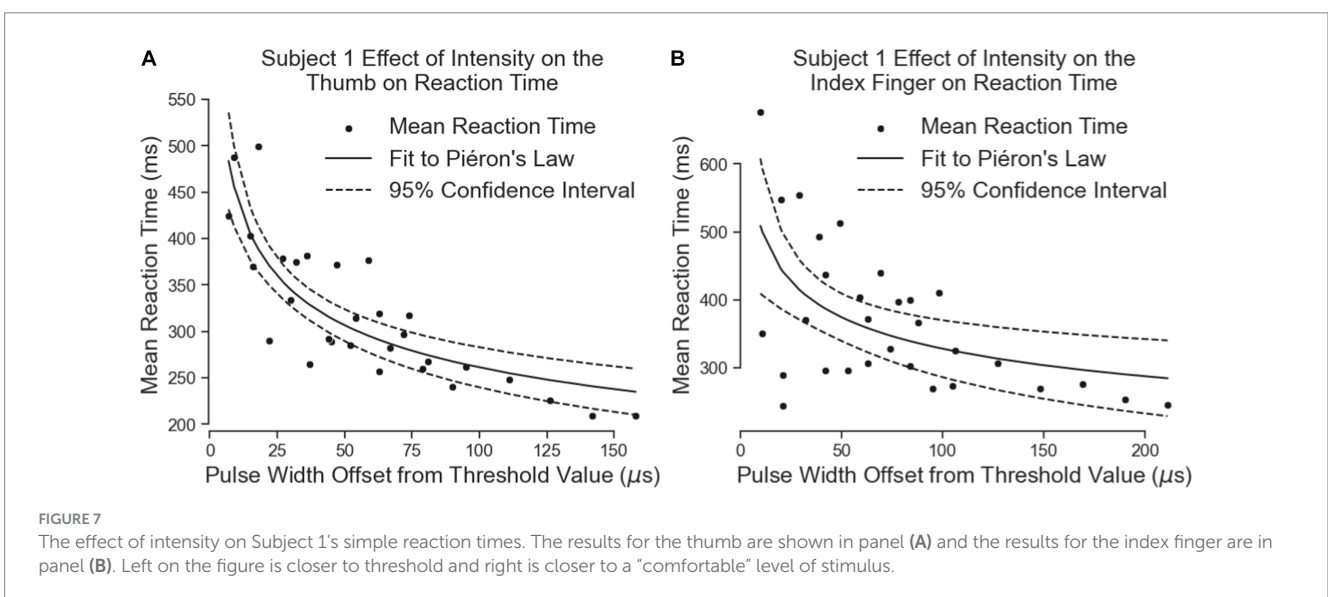 A
Subject 1 Effect of Intensity on the
Thumb on Reaction Time
Mean Reaction Time
Fit to Piéron's Law
95% Confidence Interval
Mean Reaction Time (ms)
550
500
450
400
350
300
250
200
0 25 50 75 100 125 150
Pulse Width Offset from Threshold Value (μs)
B
Subject 1 Effect of Intensity on the
Index Finger on Reaction Time
Mean Reaction Time
Fit to Piéron's Law
95% Confidence Interval
Mean Reaction Time (ms)
600
500
400
300
0 50 100 150 200
Pulse Width Offset from Threshold Value (μs)
FIGURE 7
The effect of intensity on Subject 1's simple reaction times. The results for the thumb are shown in panel (A) and the results for the index finger are in
panel (B). Left on the figure is closer to threshold and right is closer to a "comfortable" level of stimulus.